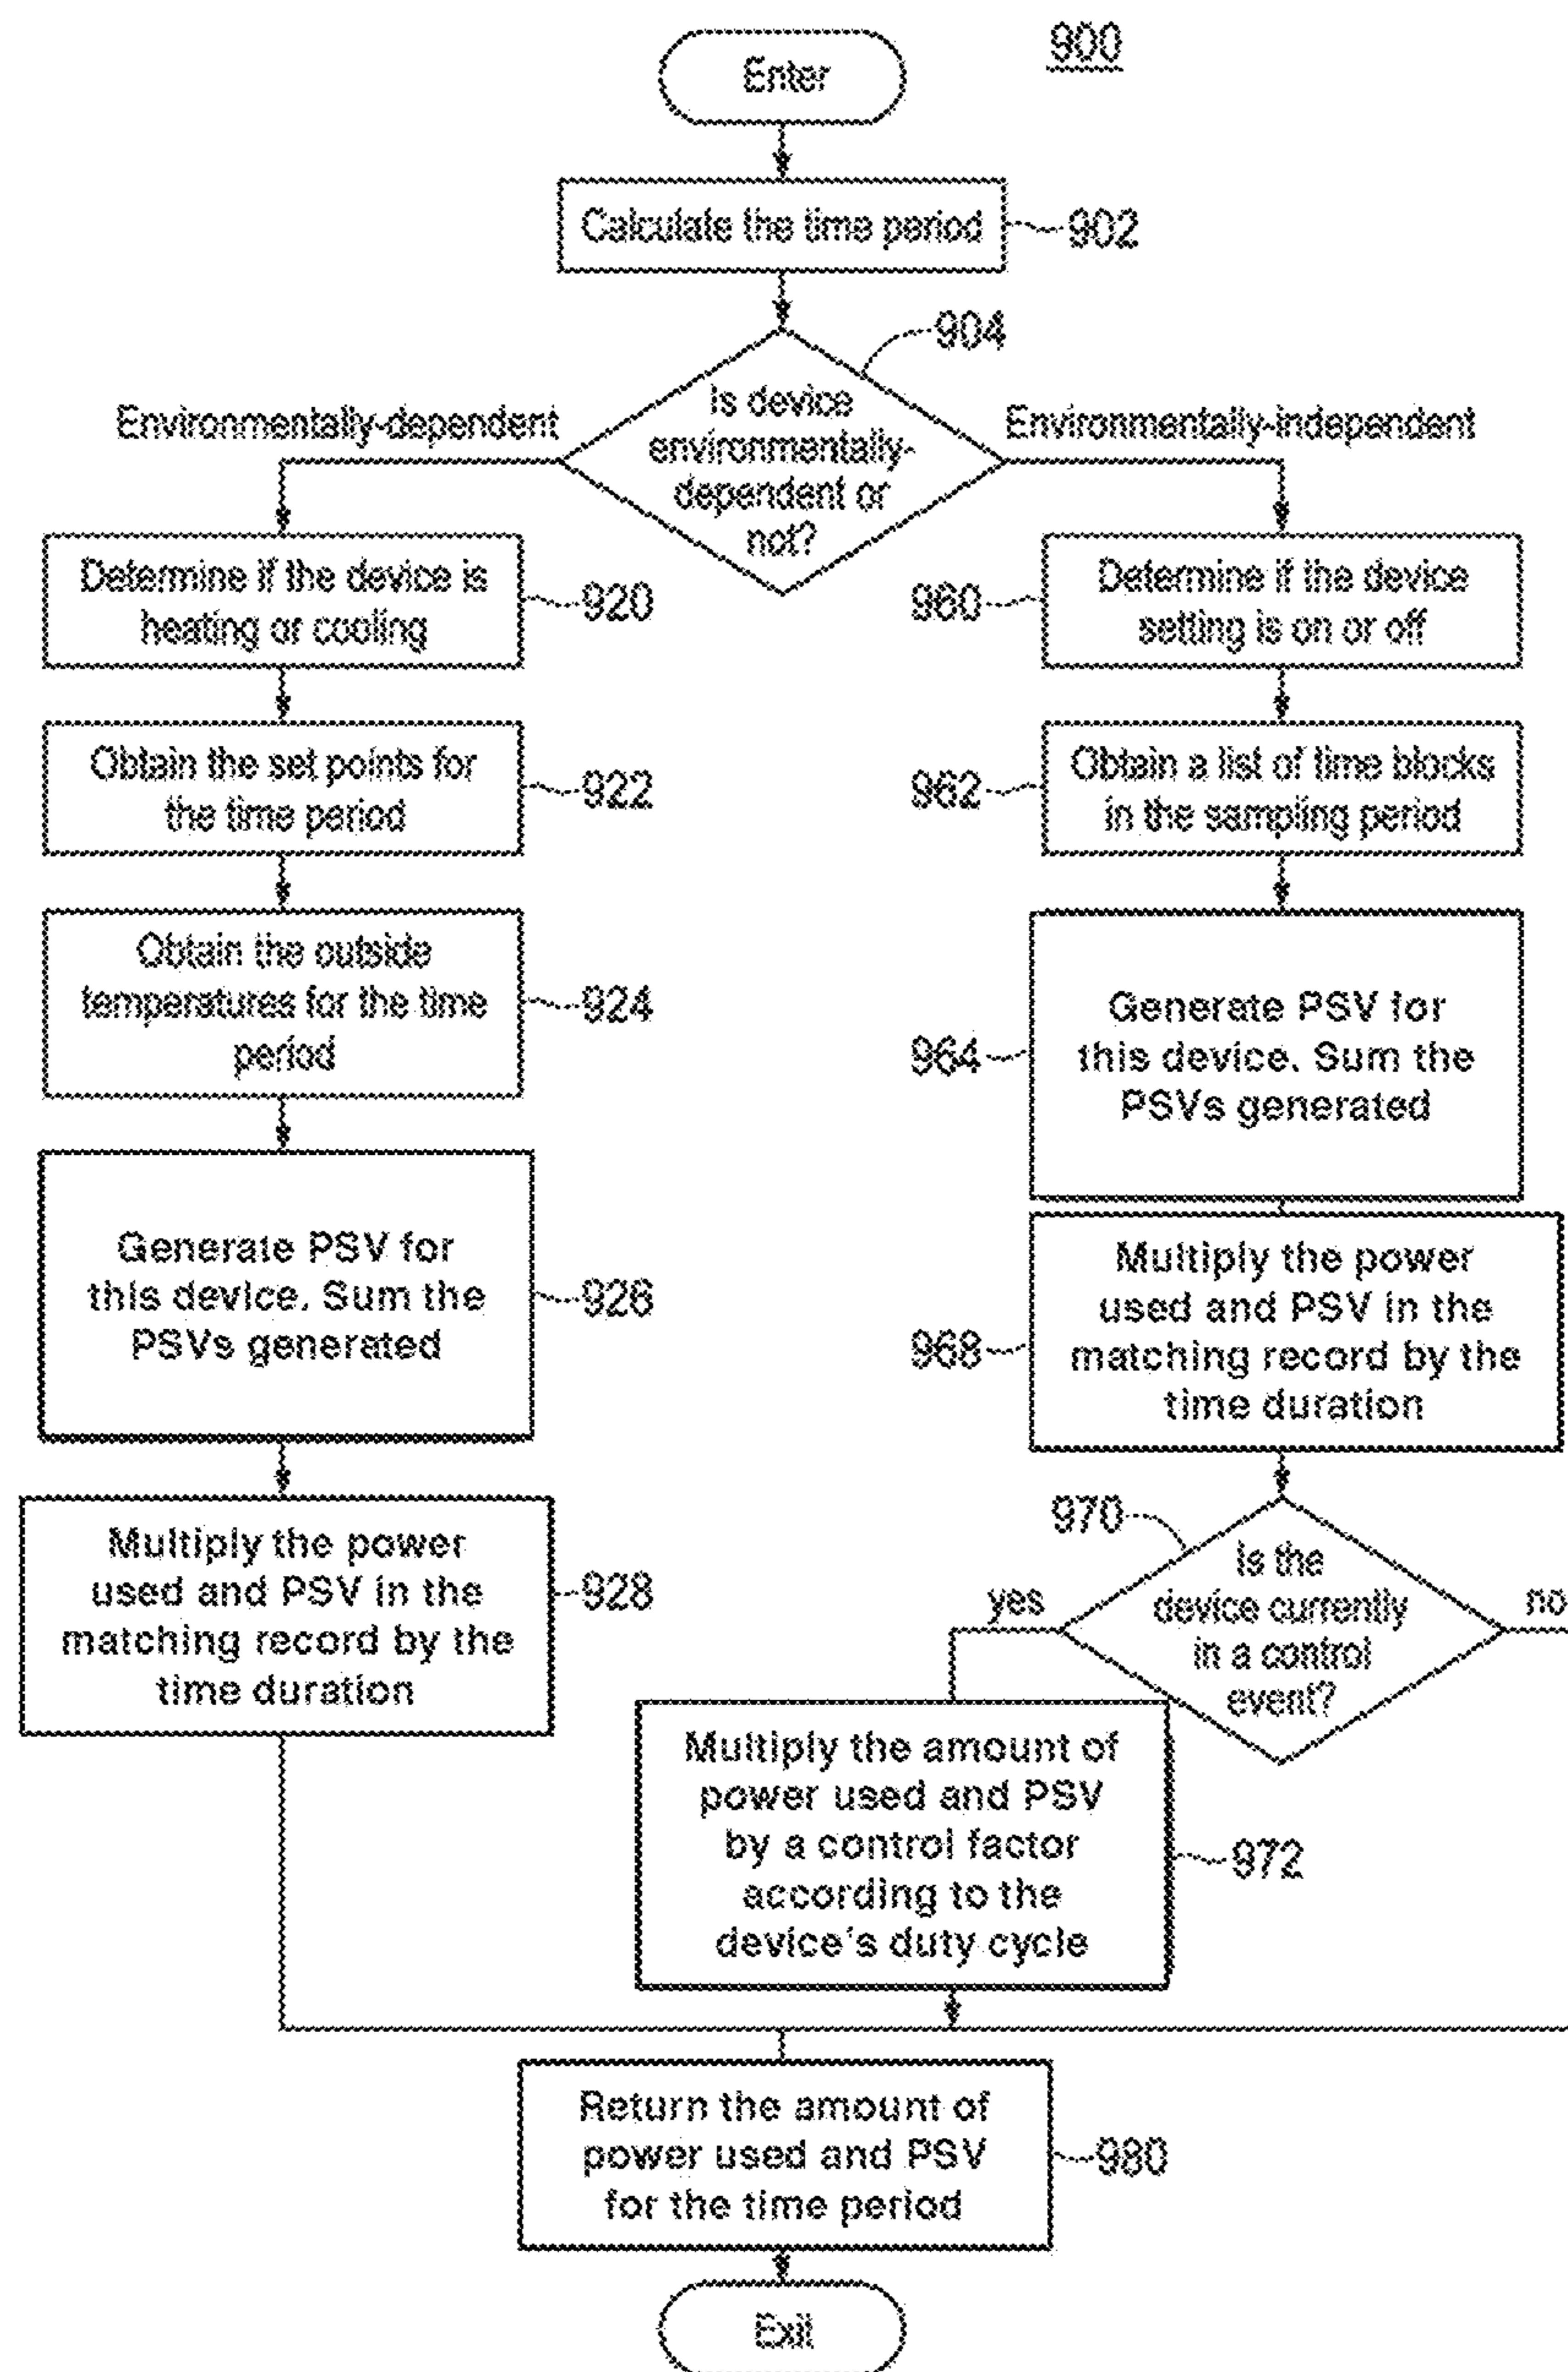 900
Enter
Calculate the time period
902
904
Is device
environmentally-
dependent or
not?
Environmentally-dependent
Environmentally-independent
Determine if the device is
heating or cooling
920
Obtain the set points for
the time period
922
Obtain the outside
temperatures for the time
period
924
Generate PSV for
this device. Sum the
PSVs generated
926
Multiply the power
used and PSV in the
matching record by the
time duration
928
960
Determine if the device
setting is on or off
962
Obtain a list of time blocks
in the sampling period
964
Generate PSV for
this device. Sum the
PSVs generated
968
Multiply the power
used and PSV in the
matching record by the
time duration
970
Is the
device currently
in a control
event?
yes
no
Multiply the amount of
power used and PSV
by a control factor
according to the
device's duty cycle
972
Return the amount of
power used and PSV
for the time period
980
Exit